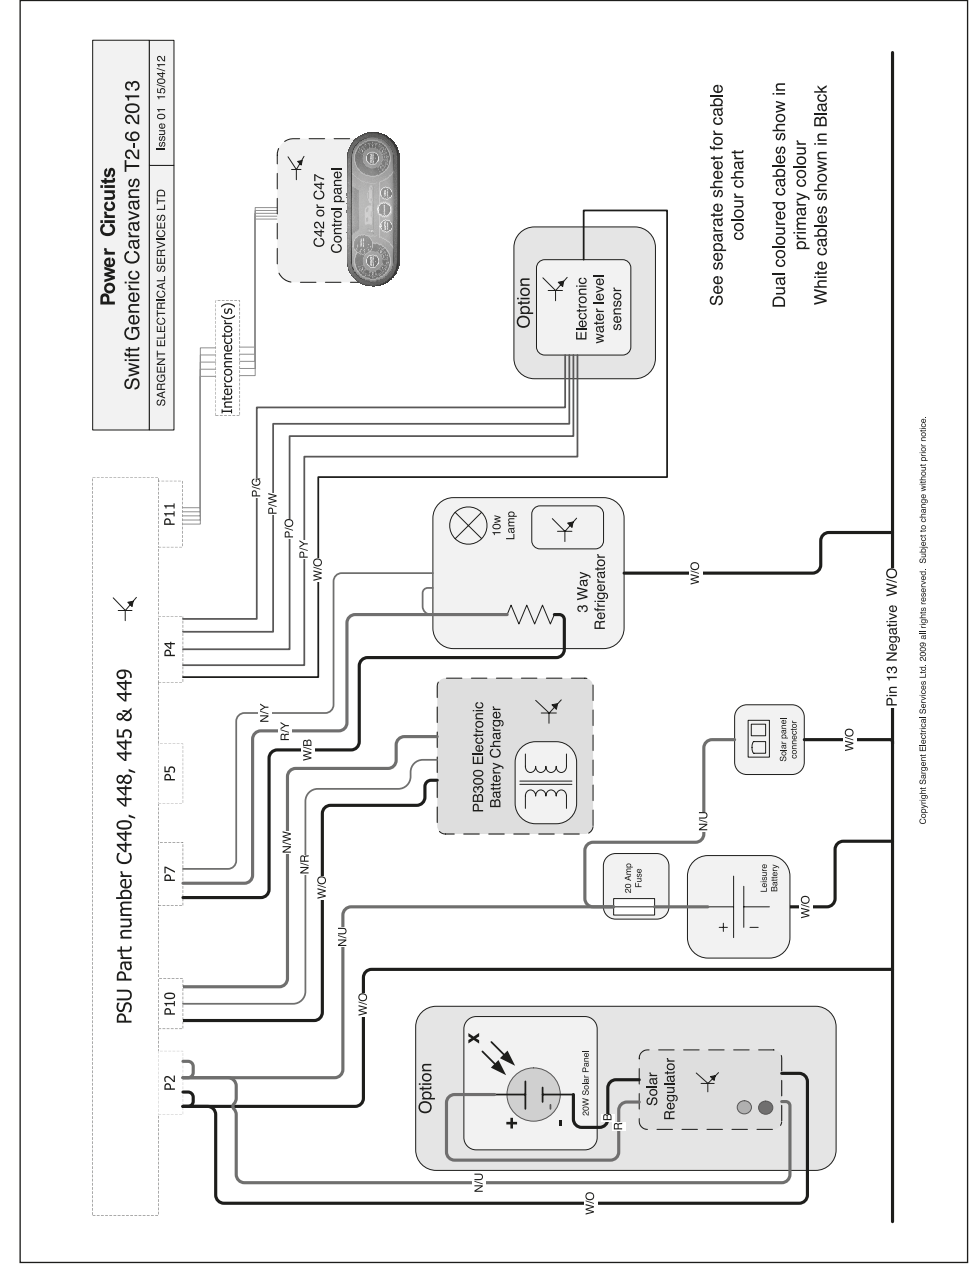 Power Circuits
Swift Generic Caravans T2-6 2013
SARGENT ELECTRICAL SERVICES LTD
Issue 01 15/04/12
PSU Part number C440, 448, 445 & 449
P2
P10
P7
P5
P4
P11
Interconnector(s)
C42 or C47
Control panel
P/G
P/W
P/O
P/Y
W/O
N/Y
R/Y
W/B
N/W
N/R
W/O
N/U
W/O
Option
Electronic
water level
sensor
10w
Lamp
3 Way
Refrigerator
W/O
PB300 Electronic
Battery Charger
N/U
Solar panel
connector
W/O
20 Amp
Fuse
+
-
Leisure
Battery
W/O
Option
X
+
-
-
20W Solar Panel
B
R
Solar
Regulator
N/U
W/O
See separate sheet for cable
colour chart
Dual coloured cables show in
primary colour
White cables shown in Black
Pin 13 Negative W/O
Copyright Sargent Electrical Services Ltd. 2009 all rights reserved. Subject to change without prior notice.